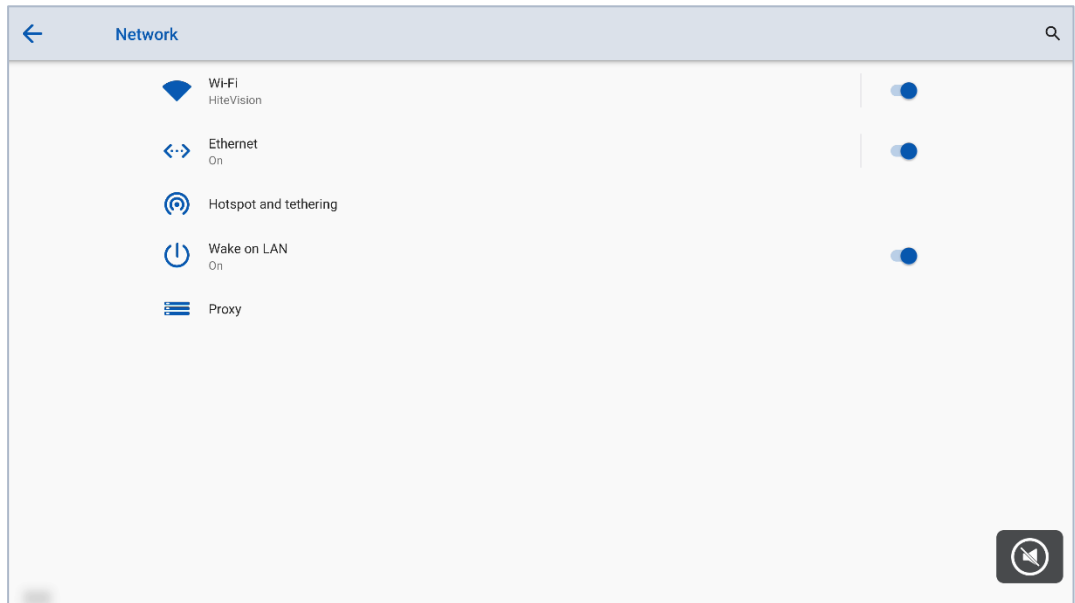 Network
Wi-Fi
HiteVision
Ethernet
On
Hotspot and tethering
Wake on LAN
On
Proxy